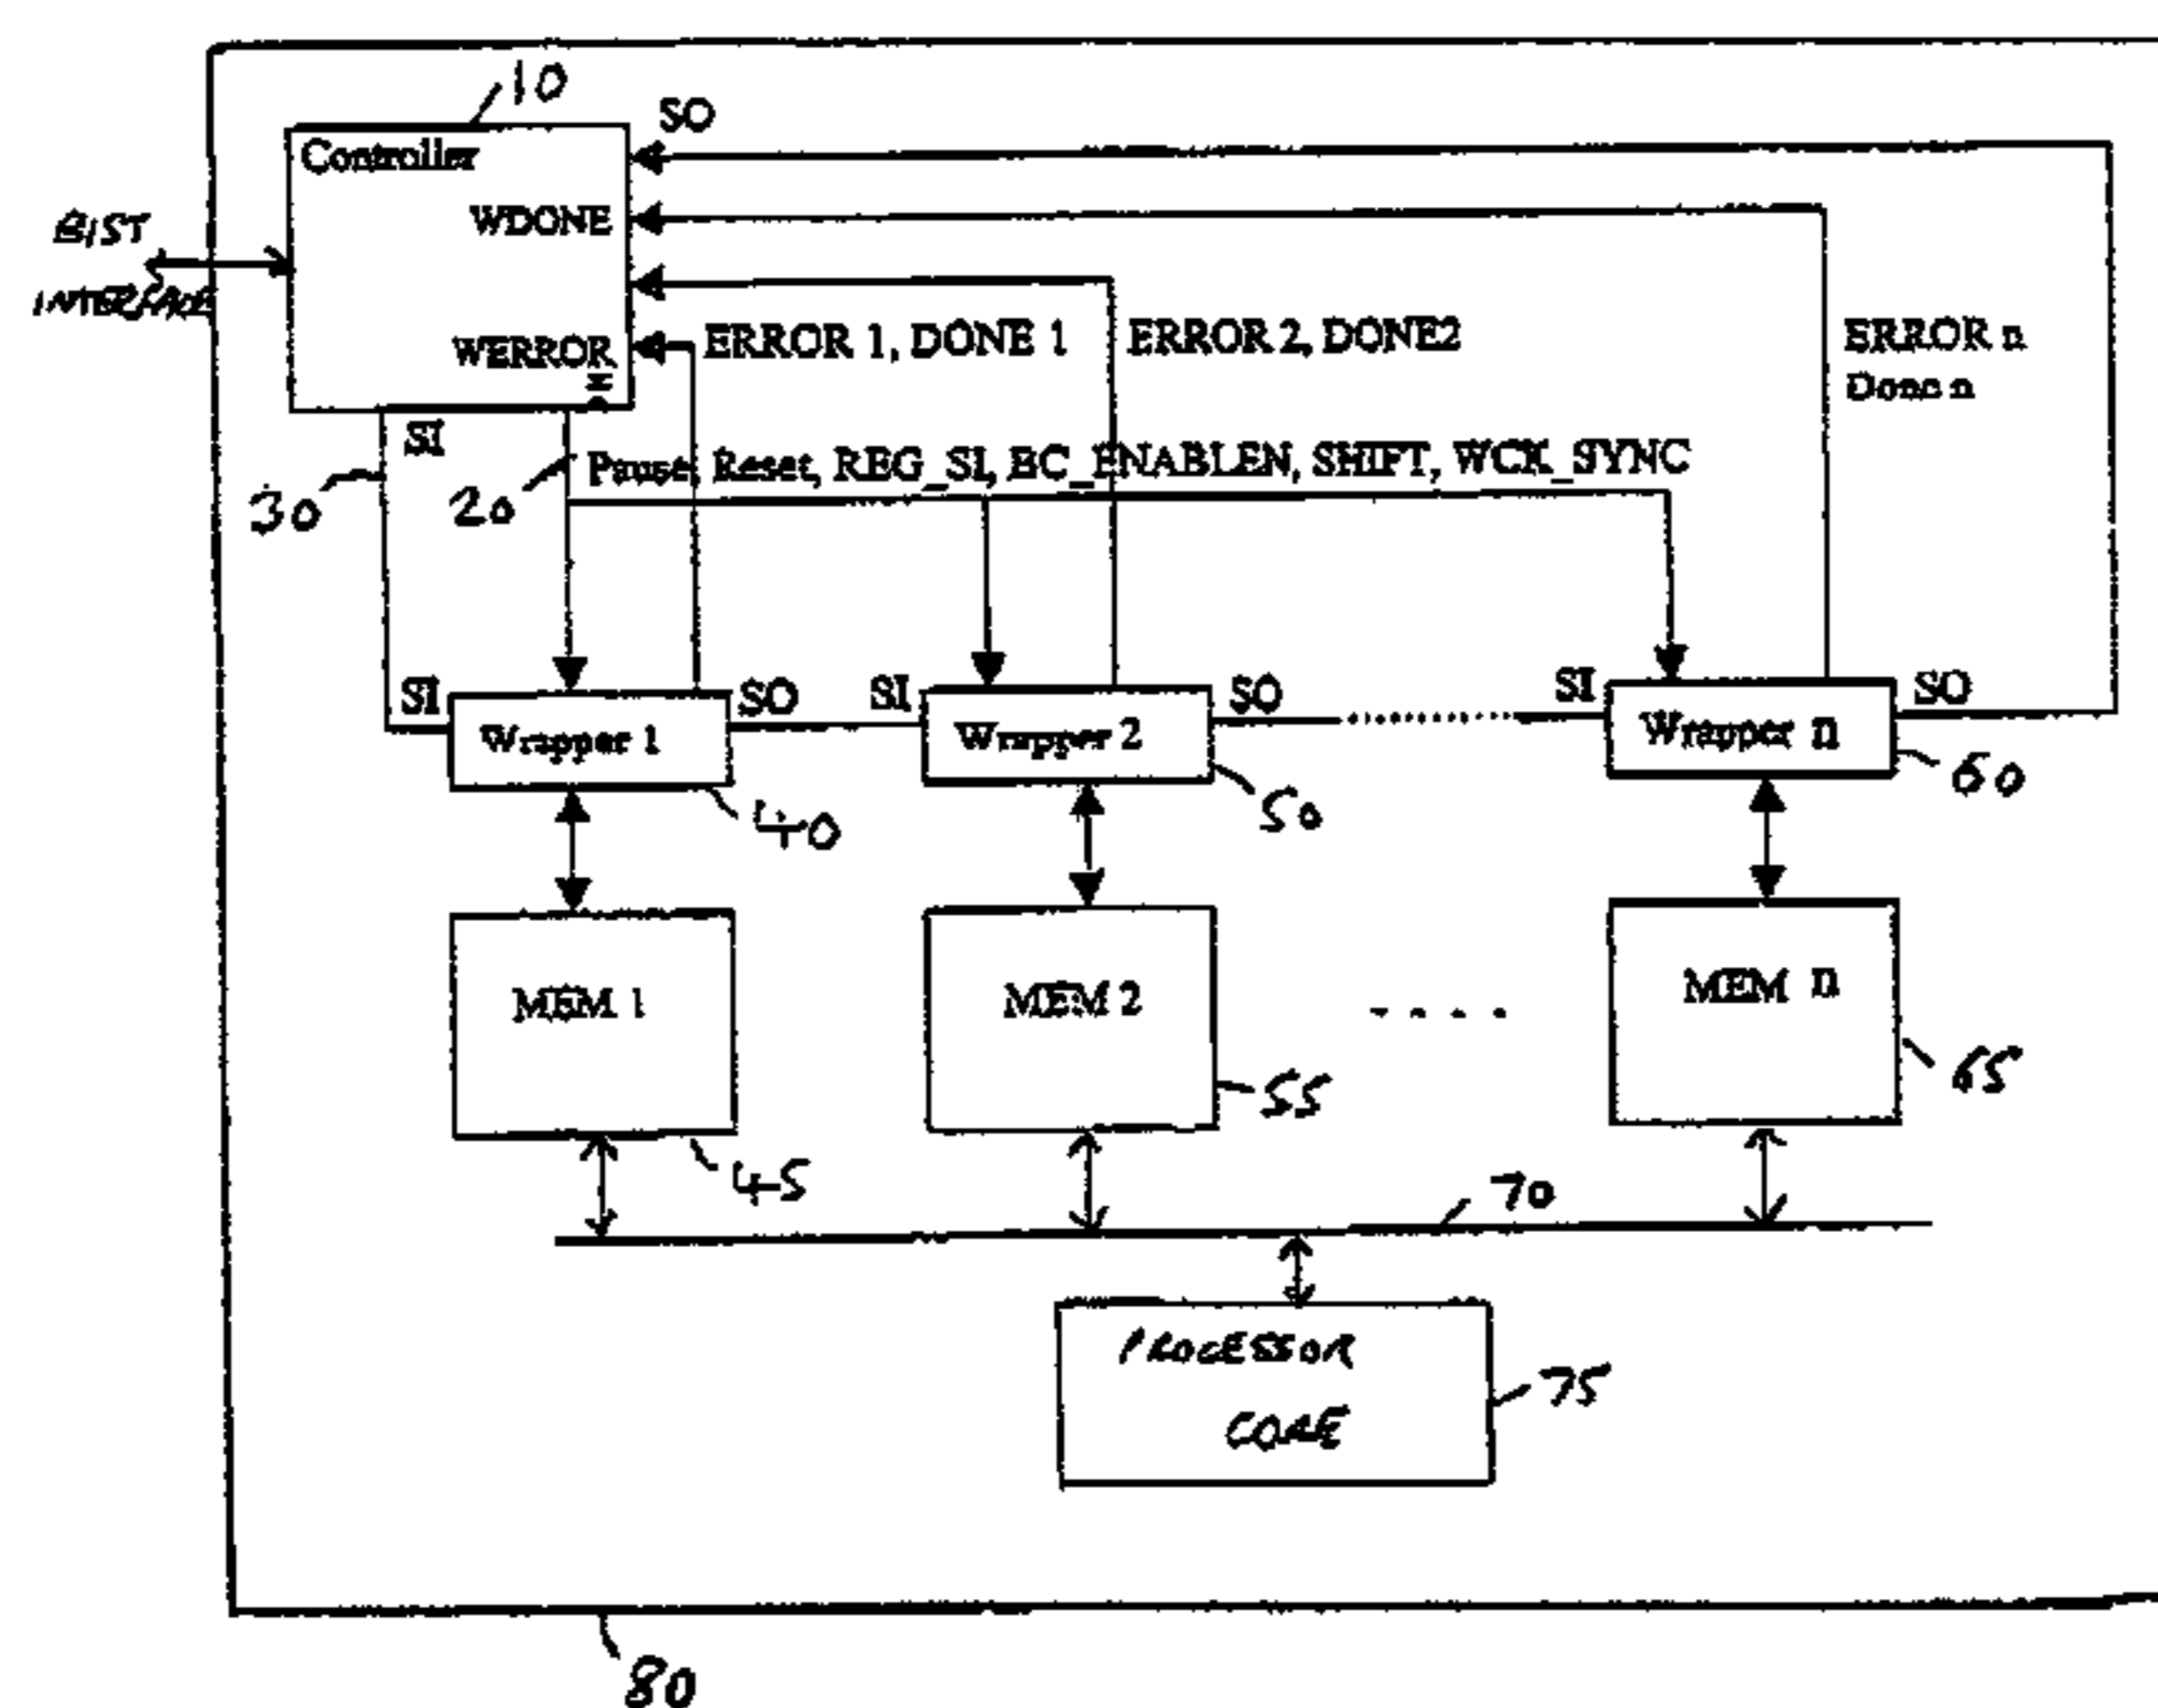 10
SO
Controller
WDONE
BIST
INTERFACE
WERROR
ERROR 1, DONE 1
ERROR 2, DONE2
ERROR n
Done n
SI
Pause, Reset, REG_SI, BC_ENABLEN, SHIFT, WCK_SYNC
30
20
SI
Wrapper 1
SO
SI
Wrapper 2
SO
SI
Wrapper n
SO
40
50
60
MEM 1
MEM 2
MEM n
45
55
65
70
PROCESSOR
CORE
75
80